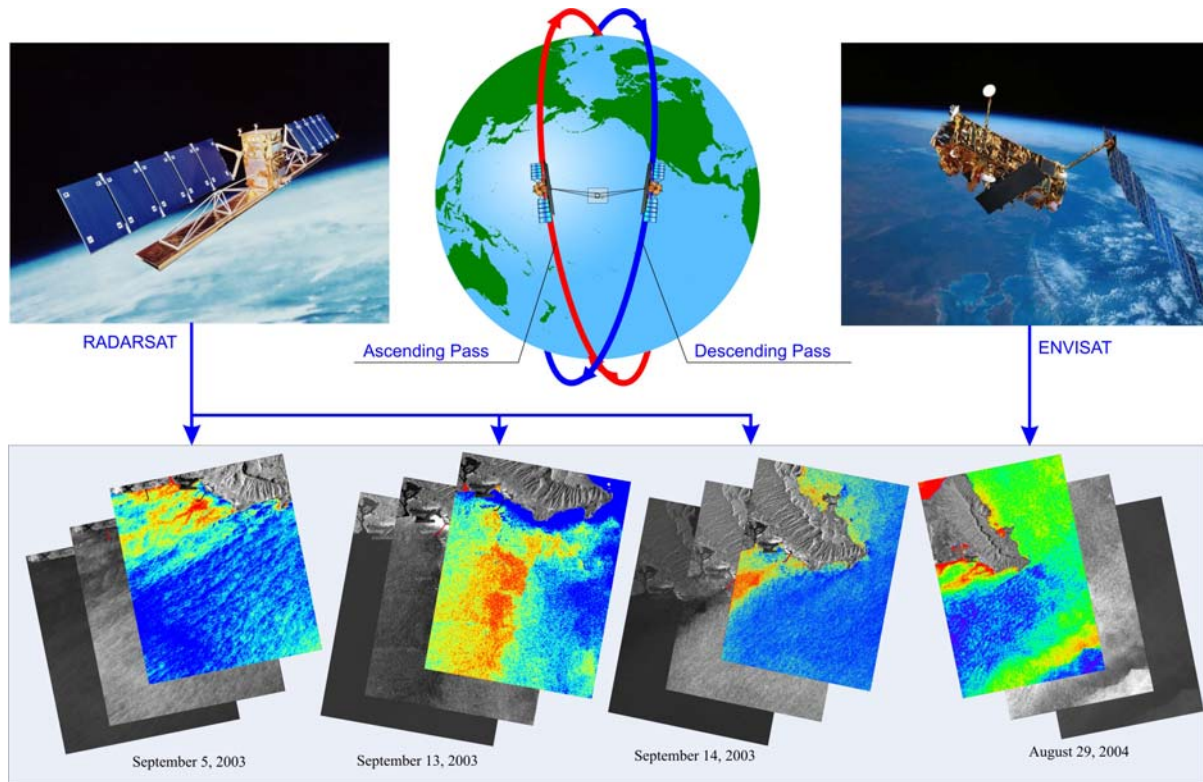 RADARSAT
Ascending Pass
Descending Pass
ENVISAT
September 5, 2003
September 13, 2003
September 14, 2003
August 29, 2004